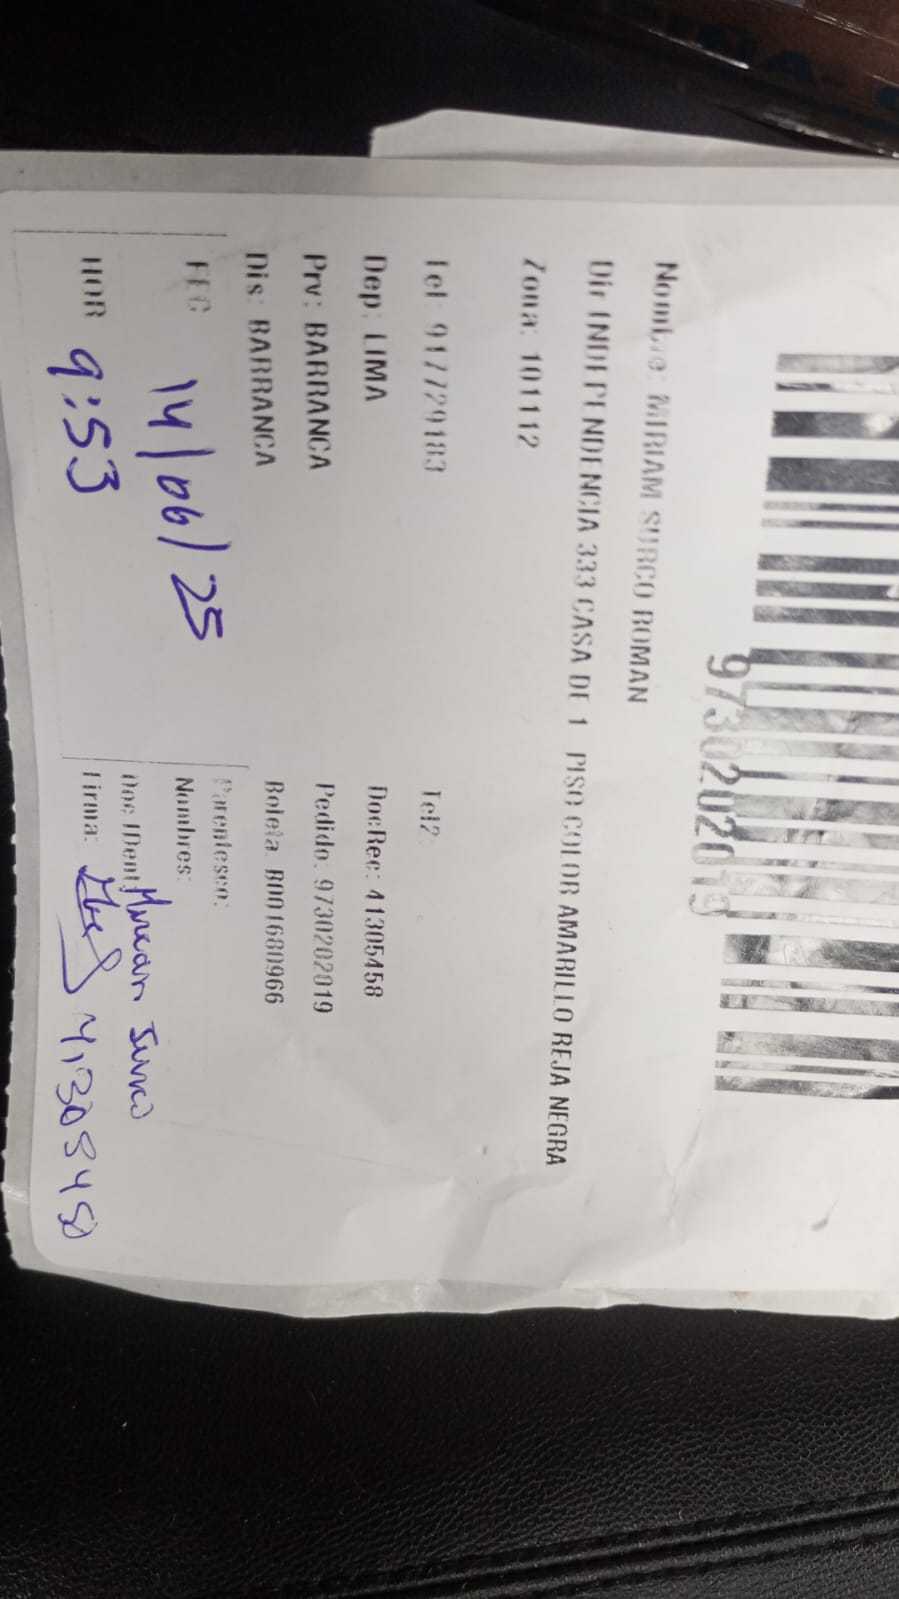 9730202019
Nombre: MIRIAM SURCO ROMAN
Dir INDEPENDENCIA 333 CASA DE 1 PISO COLOR AMARILLO REJA NEGRA
Zona: 101112
Tel: 917729183 Tel2:
Dep: LIMA DocRec: 41305458
Prv: BARRANCA Pedido: 9730202019
Dis: BARRANCA Boleta: B001680966
Parentesco:
FEC 14/06/25 Nombres:
Doc IDent
HOR 9:53 Firma: